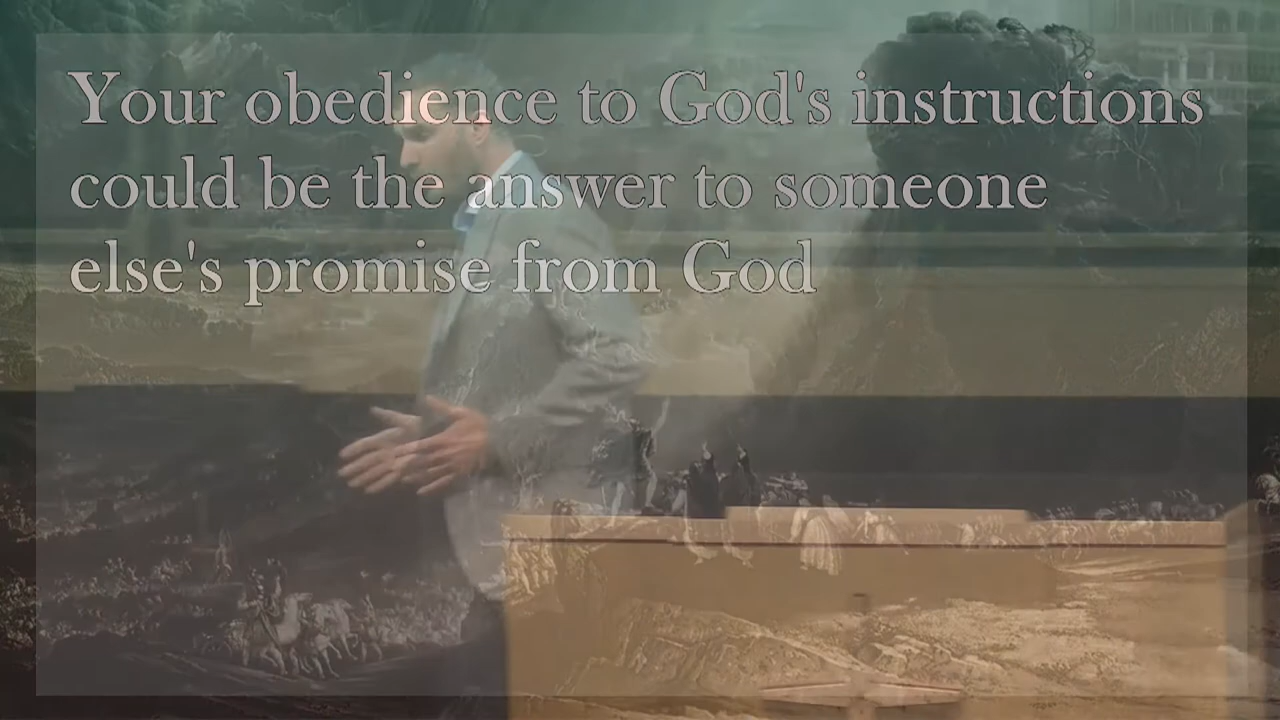 Your obedience to God's instructions
could be the answer to someone
else's promise from God